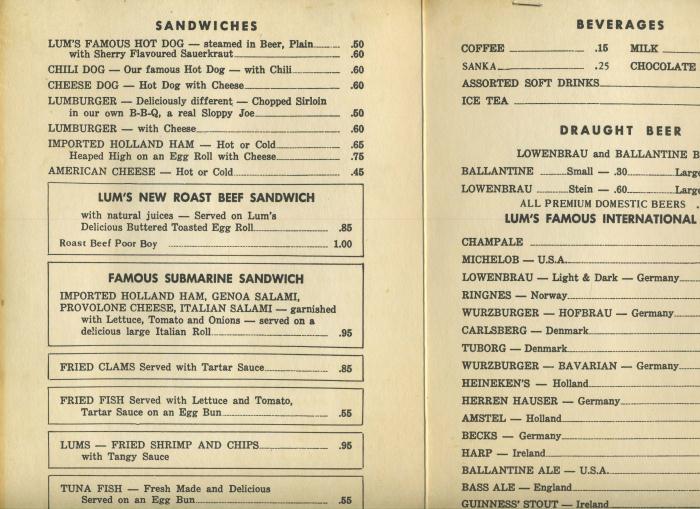 SANDWICHES
LUM'S FAMOUS HOT DOG — steamed in Beer, Plain .50
with Sherry Flavoured Sauerkraut .60
CHILI DOG — Our famous Hot Dog — with Chili .60
CHEESE DOG — Hot Dog with Cheese .60
LUMBURGER — Deliciously different — Chopped Sirloin
in our own B-B-Q, a real Sloppy Joe .50
LUMBURGER — with Cheese .60
IMPORTED HOLLAND HAM — Hot or Cold .65
Heaped High on an Egg Roll with Cheese .75
AMERICAN CHEESE — Hot or Cold .45
LUM'S NEW ROAST BEEF SANDWICH
with natural juices — Served on Lum's
Delicious Buttered Toasted Egg Roll .85
Roast Beef Poor Boy 1.00
FAMOUS SUBMARINE SANDWICH
IMPORTED HOLLAND HAM, GENOA SALAMI,
PROVOLONE CHEESE, ITALIAN SALAMI — garnished
with Lettuce, Tomato and Onions — served on a
delicious large Italian Roll .95
FRIED CLAMS Served with Tartar Sauce .85
FRIED FISH Served with Lettuce and Tomato,
Tartar Sauce on an Egg Bun .55
LUMS — FRIED SHRIMP AND CHIPS .95
with Tangy Sauce
TUNA FISH — Fresh Made and Delicious
Served on an Egg Bun .55
BEVERAGES
COFFEE .15 MILK
SANKA .25 CHOCOLATE
ASSORTED SOFT DRINKS
ICE TEA
DRAUGHT BEER
LOWENBRAU and BALLANTINE B
BALLANTINE Small — .30 Large
LOWENBRAU Stein — .60 Large
ALL PREMIUM DOMESTIC BEERS .
LUM'S FAMOUS INTERNATIONAL
CHAMPALE
MICHELOB — U.S.A.
LOWENBRAU — Light & Dark — Germany
RINGNES — Norway
WURZBURGER — HOFBRAU — Germany
CARLSBERG — Denmark
TUBORG — Denmark
WURZBURGER — BAVARIAN — Germany
HEINEKEN'S — Holland
HERREN HAUSER — Germany
AMSTEL — Holland
BECKS — Germany
HARP — Ireland
BALLANTINE ALE — U.S.A.
BASS ALE — England
GUINNESS' STOUT — Ireland